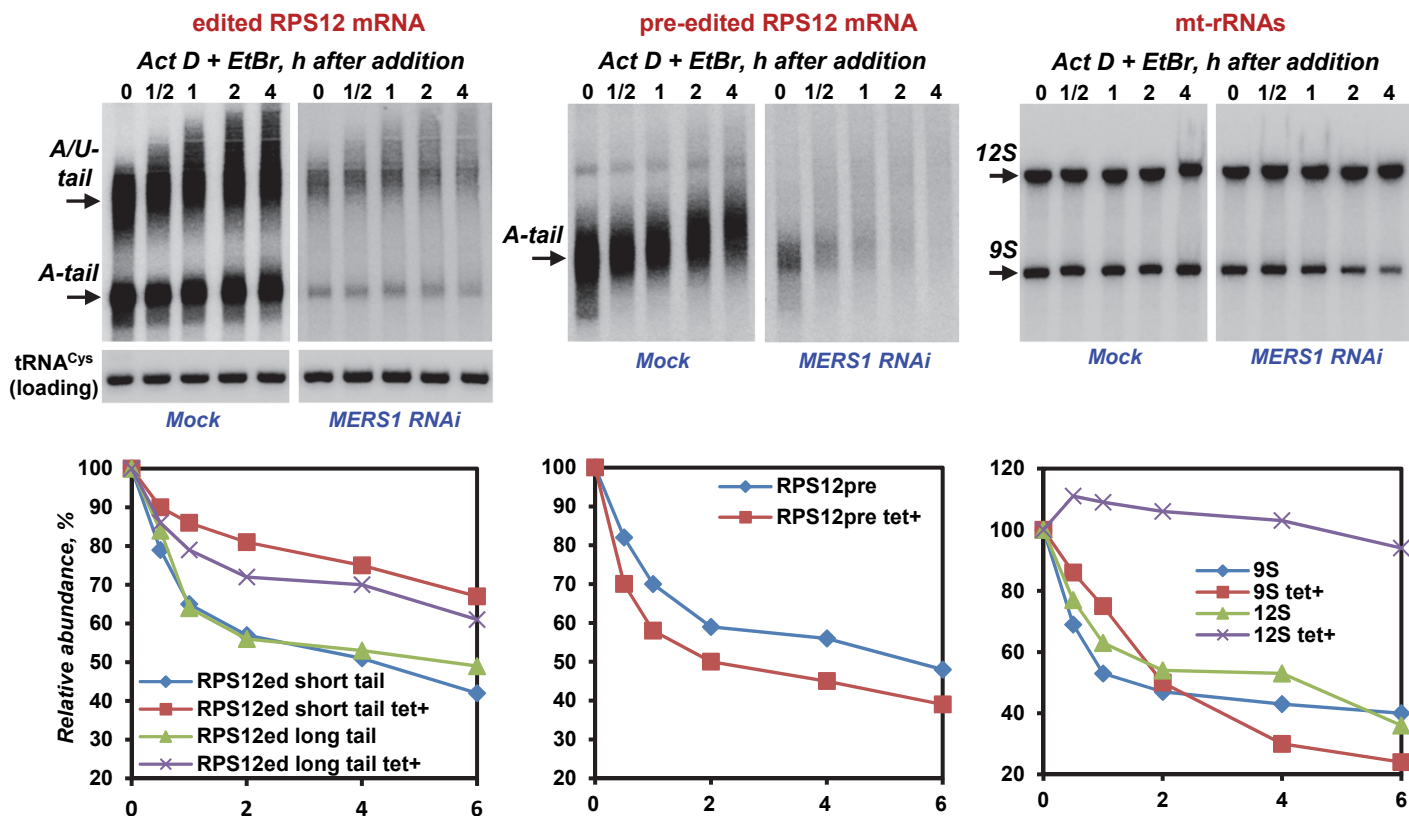 edited RPS12 mRNA
Act D + EtBr, h after addition
0 1/2 1 2 4 0 1/2 1 2 4
A/U-
tail
A-tail
tRNACys
(loading)
Mock MERS1 RNAi
pre-edited RPS12 mRNA
Act D + EtBr, h after addition
0 1/2 1 2 4 0 1/2 1 2 4
A-tail
Mock MERS1 RNAi
mt-rRNAs
Act D + EtBr, h after addition
0 1/2 1 2 4 0 1/2 1 2 4
12S
9S
Mock MERS1 RNAi
Relative abundance, %
100
90
80
70
60
50
40
30
20
0 2 4 6
RPS12ed short tail
RPS12ed short tail tet+
RPS12ed long tail
RPS12ed long tail tet+
100
90
80
70
60
50
40
30
20
0 2 4 6
RPS12pre
RPS12pre tet+
120
100
80
60
40
20
0 2 4 6
9S
9S tet+
12S
12S tet+